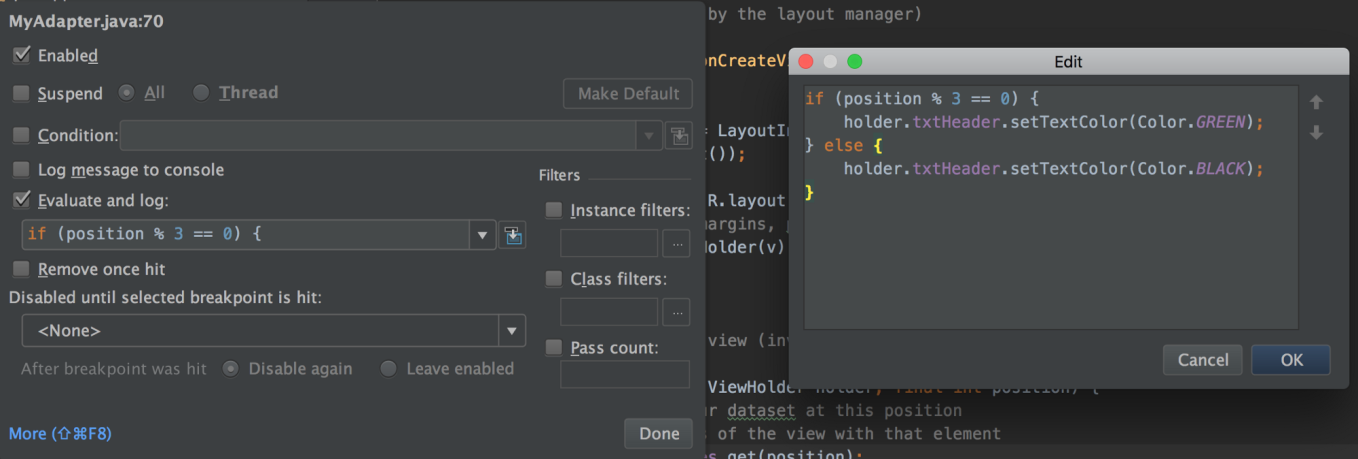 MyAdapter.java:70
Enabled
Suspend All Thread Make Default
Condition:
Log message to console
Evaluate and log:
if (position % 3 == 0) {
Remove once hit
Disabled until selected breakpoint is hit:
<None>
After breakpoint was hit Disable again Leave enabled
More (⇧⌘F8)
Filters
Instance filters:
...
Class filters:
...
Pass count:
Done
by the layout manager)
onCreateVi
= LayoutIn
());
R.layout
margins,
Holder(v)
view (inv
ViewHolder holder, final int position) {
dataset at this position
s of the view with that element
get(position);
Edit
if (position % 3 == 0) {
holder.txtHeader.setTextColor(Color.GREEN);
} else {
holder.txtHeader.setTextColor(Color.BLACK);
}
Cancel OK